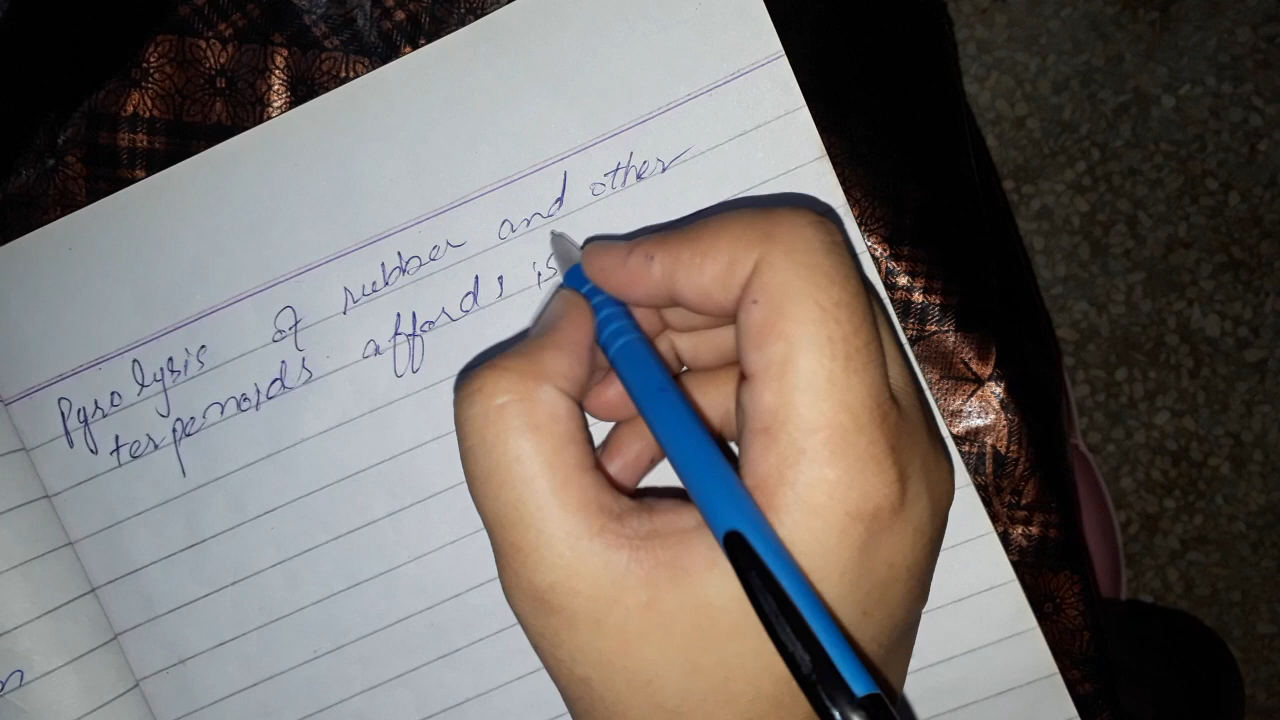 Pyrolysis of rubber and other
terpenoids affords is
n